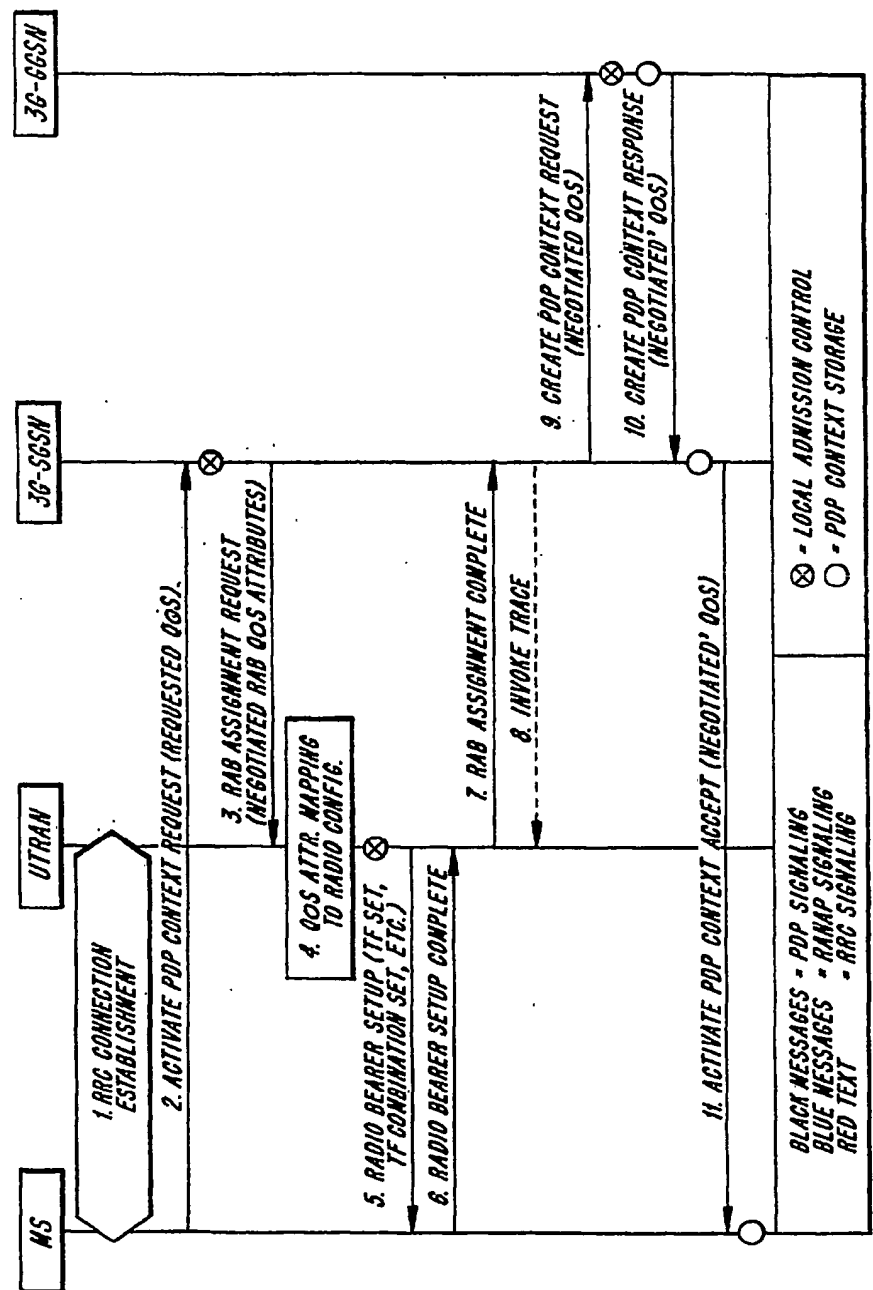 MS
UTRAN
3G-SGSN
3G-GGSN
1. RRC CONNECTION
ESTABLISHMENT
2. ACTIVATE PDP CONTEXT REQUEST (REQUESTED QOS).
3. RAB ASSIGNMENT REQUEST
(NEGOTIATED RAB QOS ATTRIBUTES)
4. QOS ATTR. MAPPING
TO RADIO CONFIG.
5. RADIO BEARER SETUP (TF SET,
TF COMBINATION SET, ETC.)
6. RADIO BEARER SETUP COMPLETE
7. RAB ASSIGNMENT COMPLETE
8. INVOKE TRACE
9. CREATE PDP CONTEXT REQUEST
(NEGOTIATED QOS)
10. CREATE PDP CONTEXT RESPONSE
(NEGOTIATED' QOS)
11. ACTIVATE PDP CONTEXT ACCEPT (NEGOTIATED' QOS)
BLACK MESSAGES = PDP SIGNALING
BLUE MESSAGES = RANAP SIGNALING
RED TEXT = RRC SIGNALING
⊗ = LOCAL ADMISSION CONTROL
○ = PDP CONTEXT STORAGE